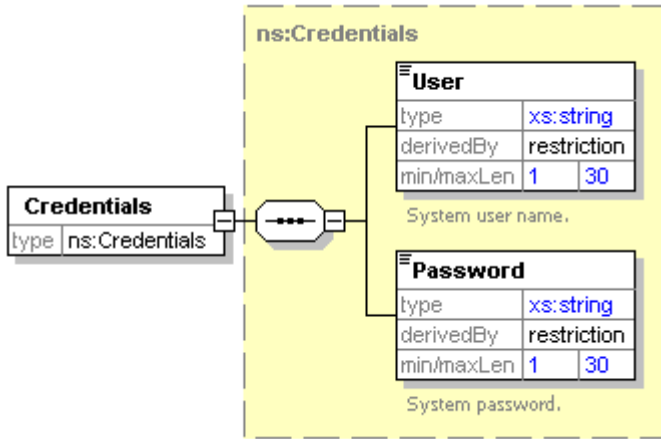 ns:Credentials
User
type xs:string
derivedBy restriction
min/maxLen 1 30
System user name.
Credentials
type ns:Credentials
Password
type xs:string
derivedBy restriction
min/maxLen 1 30
System password.